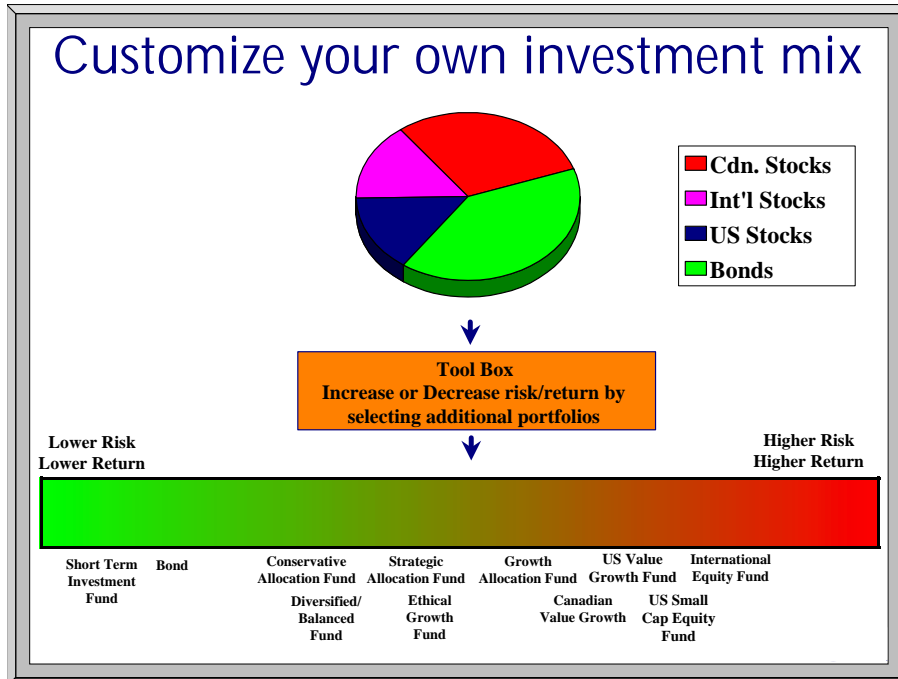 Customize your own investment mix
Cdn. Stocks
Int'l Stocks
US Stocks
Bonds
Tool Box
Increase or Decrease risk/return by
selecting additional portfolios
Lower Risk
Lower Return
Higher Risk
Higher Return
Short Term
Investment
Fund
Bond
Conservative
Allocation Fund
Diversified/
Balanced
Fund
Strategic
Allocation Fund
Ethical
Growth
Fund
Growth
Allocation Fund
Canadian
Value Growth
US Value
Growth Fund
US Small
Cap Equity
Fund
International
Equity Fund